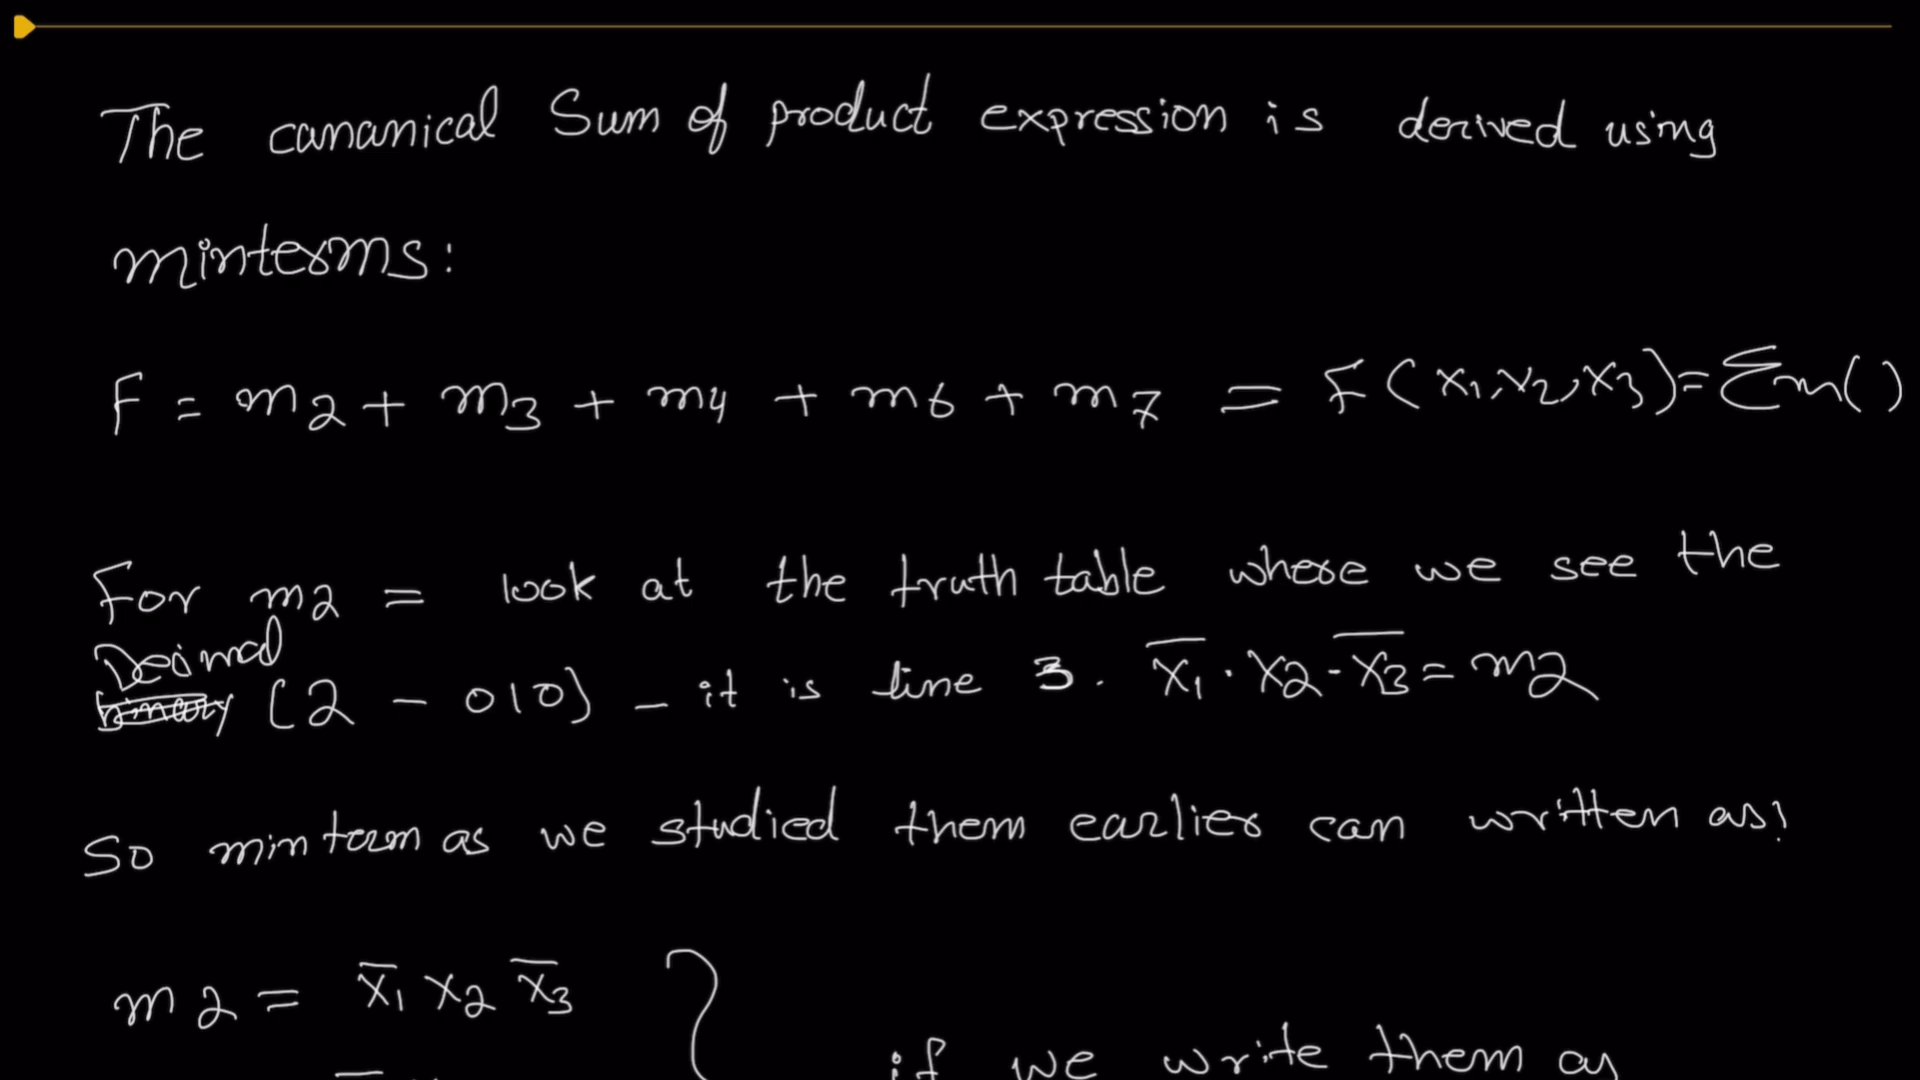 The cananical Sum of product expression is derived using
minterms:
F = m2 + m3 + m4 + m6 + m7 = F(x1,x2,x3)=Σm()
For m2 = look at the truth table where we see the
Decimal
binary (2 - 010) - it is line 3. x̅1 · x2 - x̅3 = m2
So minterm as we studied them earlier can written as:
m2 = x̅1 x2 x̅3
if we write them as